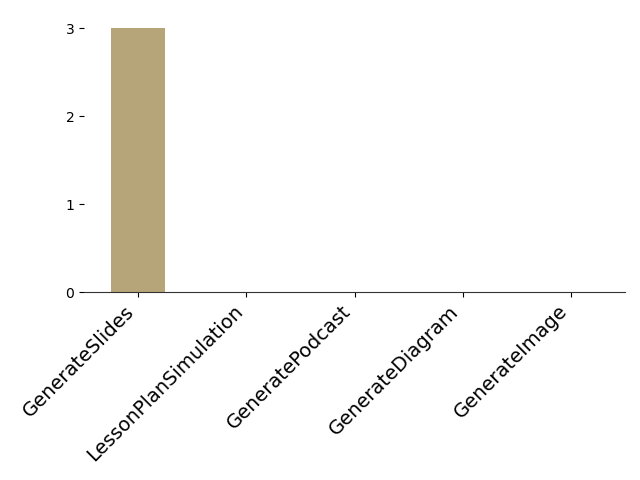 3
2
1
0
GenerateSlides
LessonPlanSimulation
GeneratePodcast
GenerateDiagram
GenerateImage